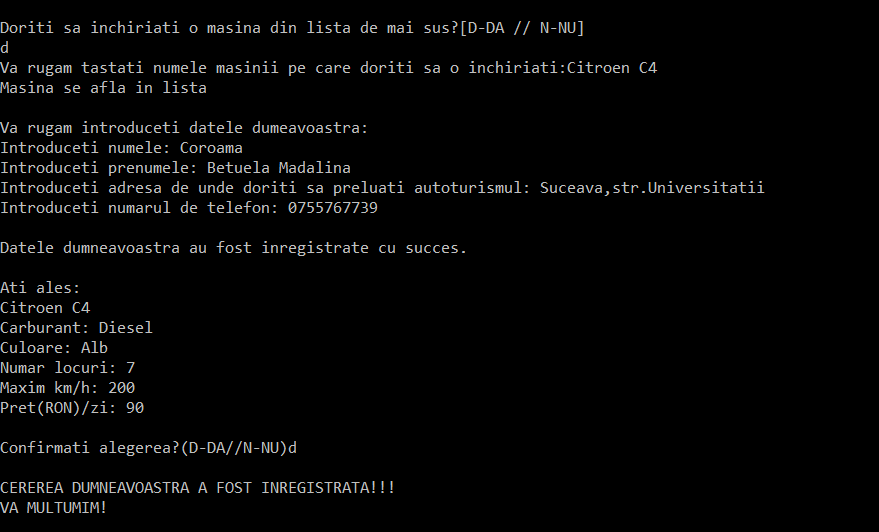 Doriti sa inchiriati o masina din lista de mai sus?[D-DA // N-NU]
d
Va rugam tastati numele masinii pe care doriti sa o inchiriati:Citroen C4
Masina se afla in lista
Va rugam introduceti datele dumeavoastra:
Introduceti numele: Coroama
Introduceti prenumele: Betuela Madalina
Introduceti adresa de unde doriti sa preluati autoturismul: Suceava,str.Universitatii
Introduceti numarul de telefon: 0755767739
Datele dumneavoastra au fost inregistrate cu succes.
Ati ales:
Citroen C4
Carburant: Diesel
Culoare: Alb
Numar locuri: 7
Maxim km/h: 200
Pret(RON)/zi: 90
Confirmati alegerea?(D-DA//N-NU)d
CEREREA DUMNEAVOASTRA A FOST INREGISTRATA!!!
VA MULTUMIM!